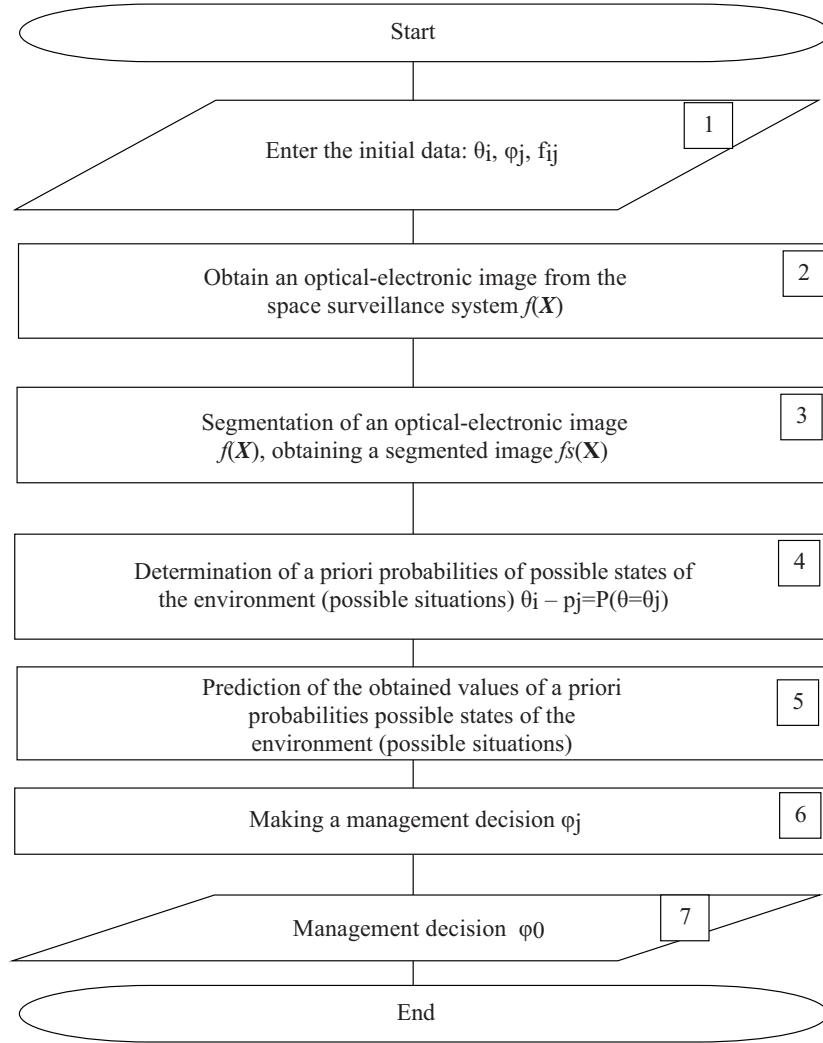 Start
1
Enter the initial data: θi, φj, fij
2
Obtain an optical-electronic image from the
space surveillance system f(X)
3
Segmentation of an optical-electronic image
f(X), obtaining a segmented image fs(X)
4
Determination of a priori probabilities of possible states of
the environment (possible situations) θi – pj=P(θ=θj)
5
Prediction of the obtained values of a priori
probabilities possible states of the
environment (possible situations)
6
Making a management decision φj
7
Management decision φ0
End